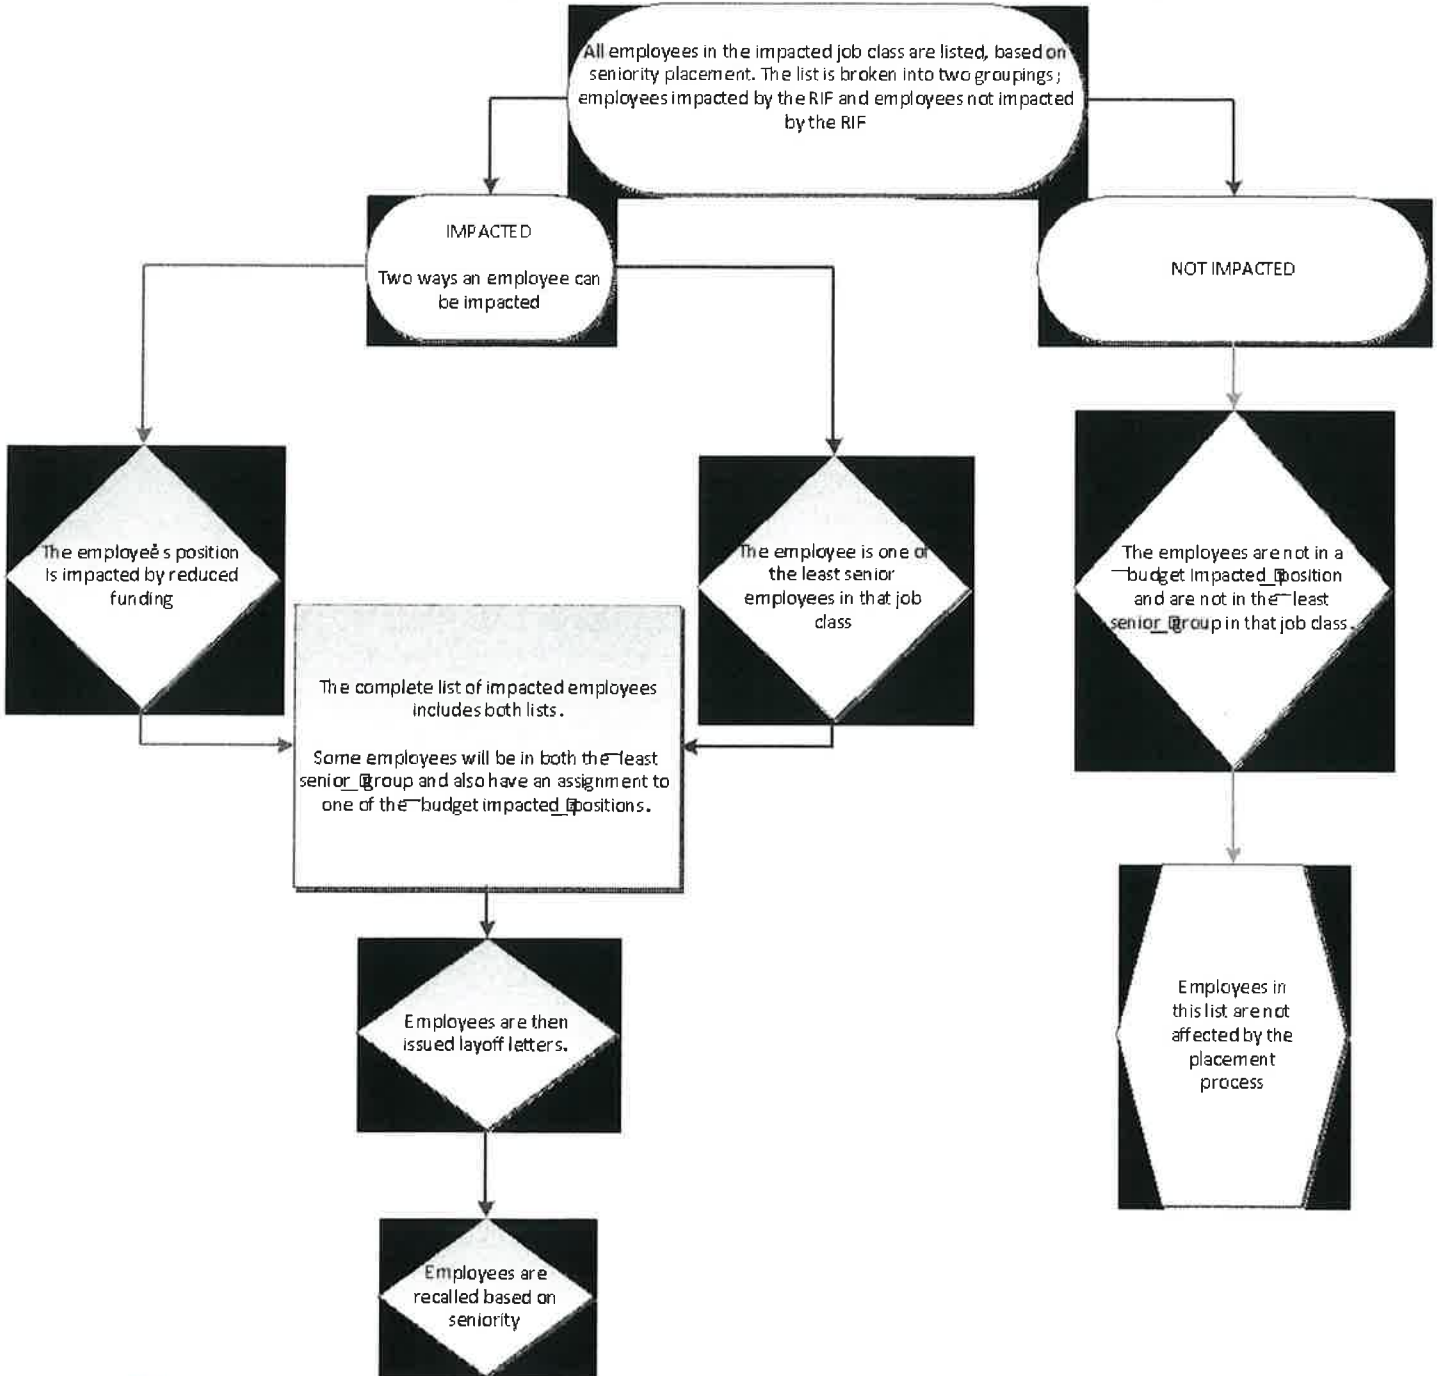 All employees in the impacted job class are listed, based on
seniority placement. The list is broken into two groupings;
employees impacted by the RIF and employees not impacted
by the RIF
IMPACTED
Two ways an employee can
be impacted
NOT IMPACTED
The employee's position
is impacted by reduced
funding
The employee is one of
the least senior
employees in that job
class
The employees are not in a
budget impacted position
and are not in the least
senior group in that job class.
The complete list of impacted employees
includes both lists.
Some employees will be in both the least
senior group and also have an assignment to
one of the budget impacted positions.
Employees are then
issued layoff letters.
Employees in
this list are not
affected by the
placement
process
Employees are
recalled based on
seniority